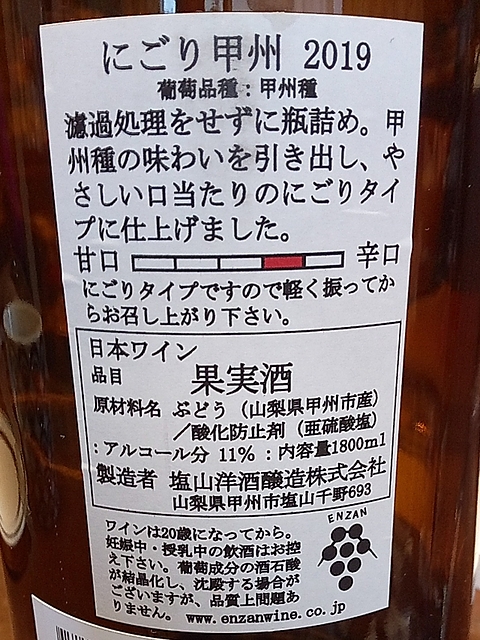 にごり甲州 2019
葡萄品種：甲州種
濾過処理をせずに瓶詰め。甲
州種の味わいを引き出し、や
さしい口当たりのにごりタイ
プに仕上げました。
甘口 辛口
にごりタイプですので軽く振ってか
らお召し上がり下さい。
日本ワイン
品目 果実酒
原材料名 ぶどう（山梨県甲州市産）
／酸化防止剤（亜硫酸塩）
：アルコール分 11%：内容量1800ml
製造者 塩山洋酒醸造株式会社
山梨県甲州市塩山千野693
ワインは20歳になってから。
妊娠中・授乳中の飲酒はお控
え下さい。葡萄成分の酒石酸
が結晶化し、沈殿する場合が
ございますが、品質上問題あ
りません。 www.enzanwine.co.jp
ENZAN